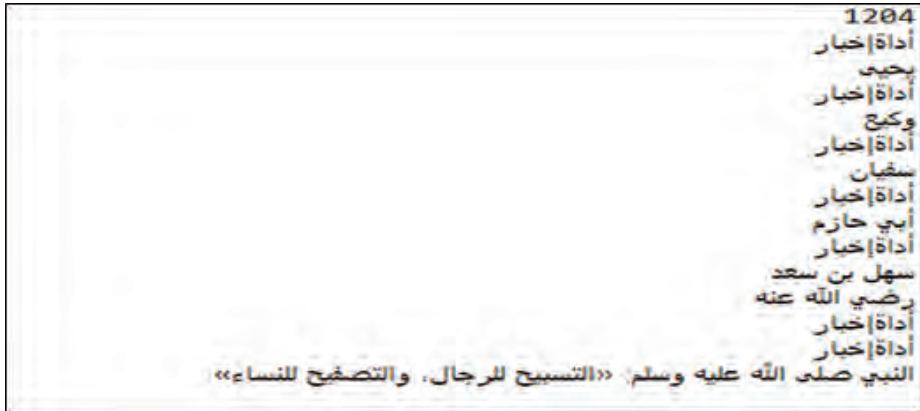 1204
أداة|خبار
يحيى
أداة|خبار
وكيع
أداة|خبار
سفيان
أداة|خبار
أبي حازم
أداة|خبار
سهل بن سعد
رضي الله عنه
أداة|خبار
أداة|خبار
النبي صلى الله عليه وسلم: «التسبيح للرجال، والتصفيح للنساء»